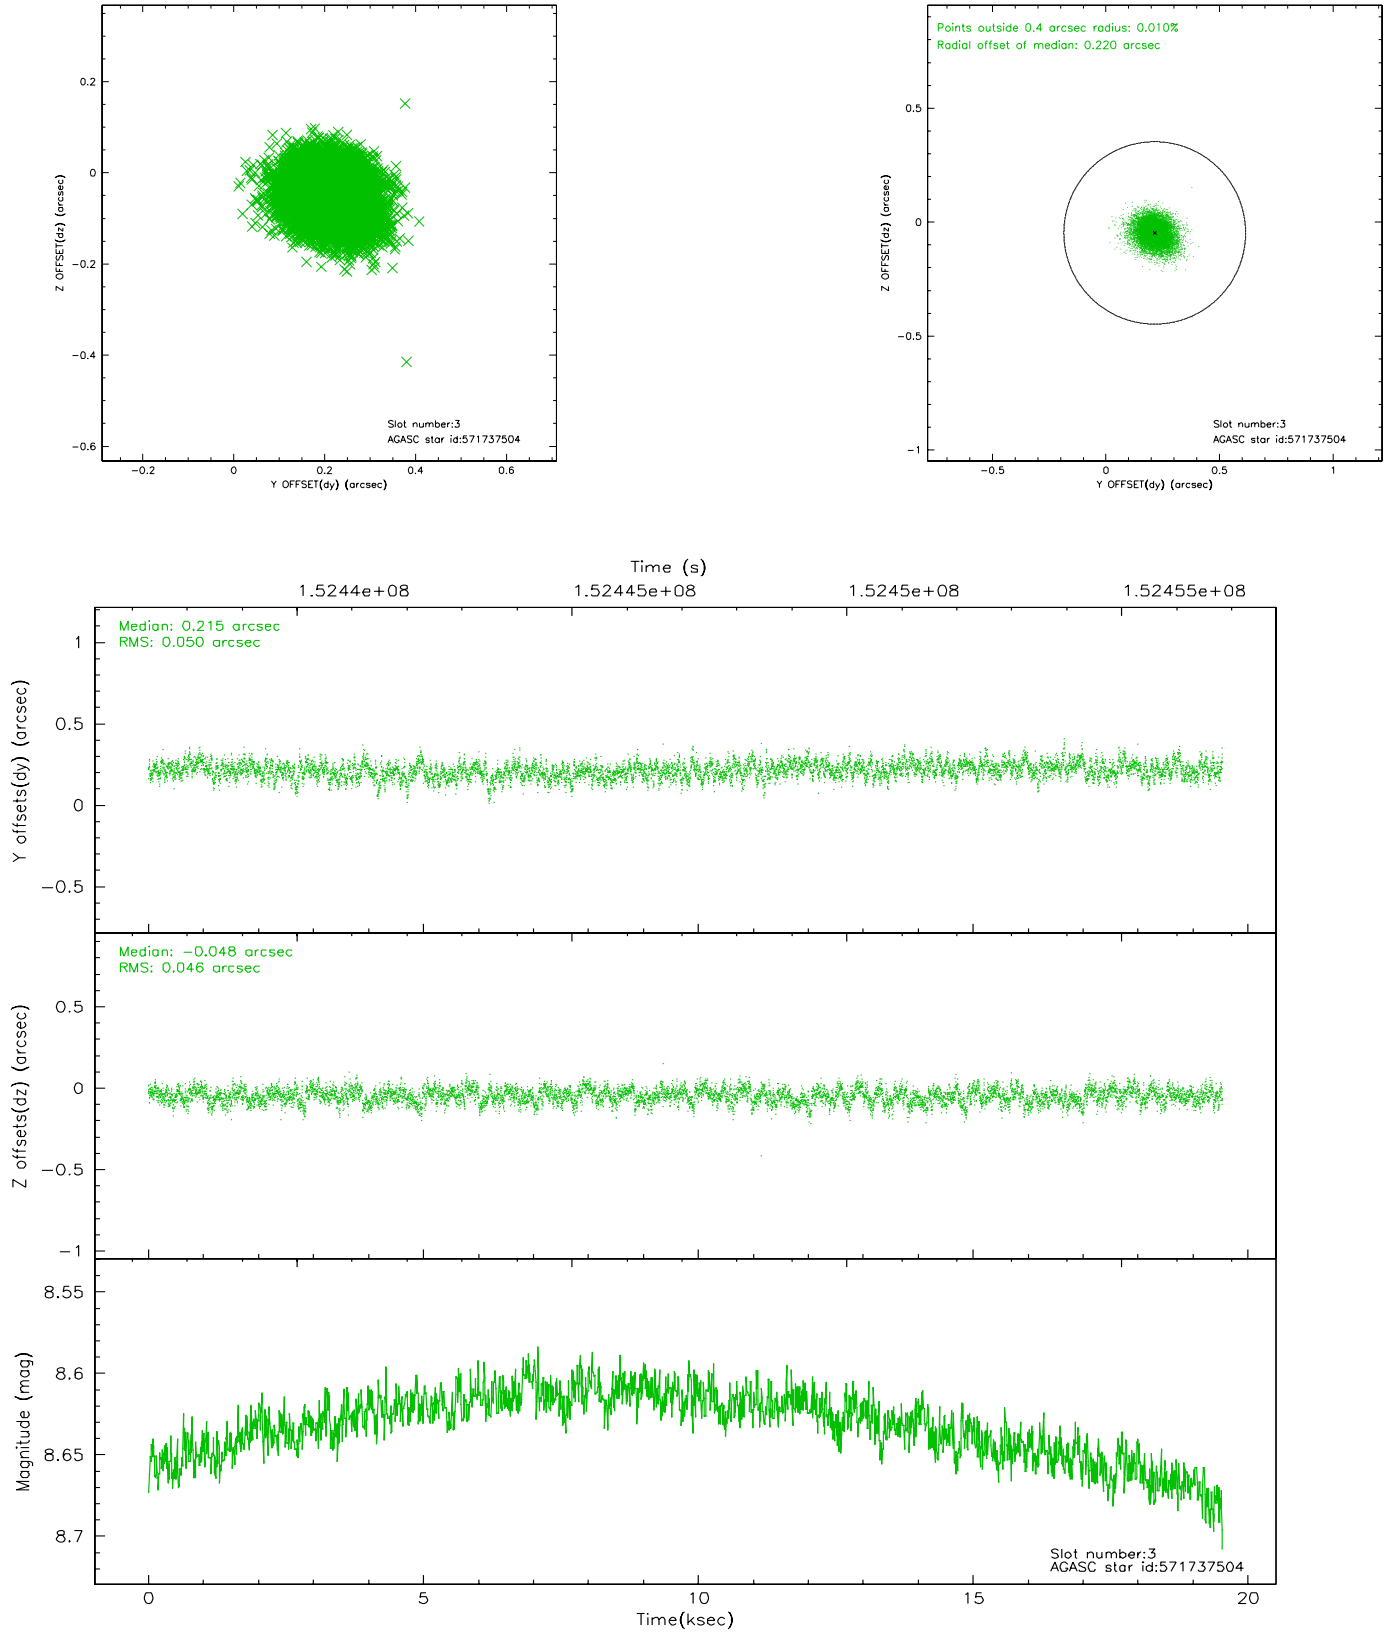 0.2
0
−0.2
−0.4
−0.6
Z OFFSET(dz) (arcsec)
Slot number:3
AGASC star id:571737504
−0.2 0 0.2 0.4 0.6
Y OFFSET(dy) (arcsec)
Points outside 0.4 arcsec radius: 0.010%
Radial offset of median: 0.220 arcsec
0.5
0
−0.5
−1
Z OFFSET(dz) (arcsec)
Slot number:3
AGASC star id:571737504
−0.5 0 0.5 1
Y OFFSET(dy) (arcsec)
Time (s)
1.5244e+08 1.52445e+08 1.5245e+08 1.52455e+08
Median: 0.215 arcsec
RMS: 0.050 arcsec
1
0.5
0
−0.5
Y offsets(dy) (arcsec)
Median: −0.048 arcsec
RMS: 0.046 arcsec
0.5
0
−0.5
−1
Z offsets(dz) (arcsec)
8.55
8.6
8.65
8.7
Magnitude (mag)
Slot number:3
AGASC star id:571737504
0 5 10 15 20
Time(ksec)